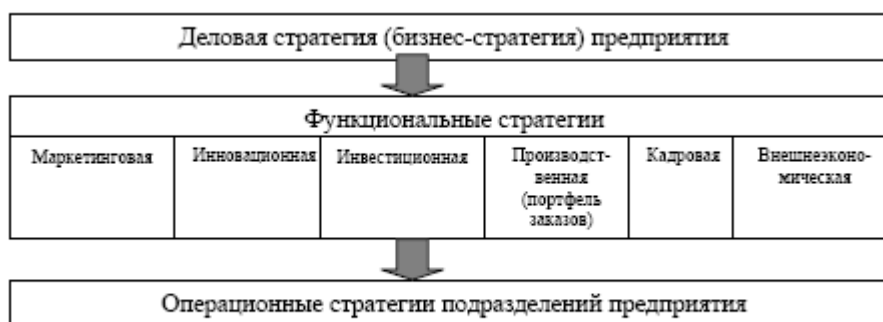 Деловая стратегия (бизнес-стратегия) предприятия
Функциональные стратегии
Маркетинговая
Инновационная
Инвестиционная
Производст-
венная
(портфель
заказов)
Кадровая
Внешнеэконо-
мическая
Операционные стратегии подразделений предприятия